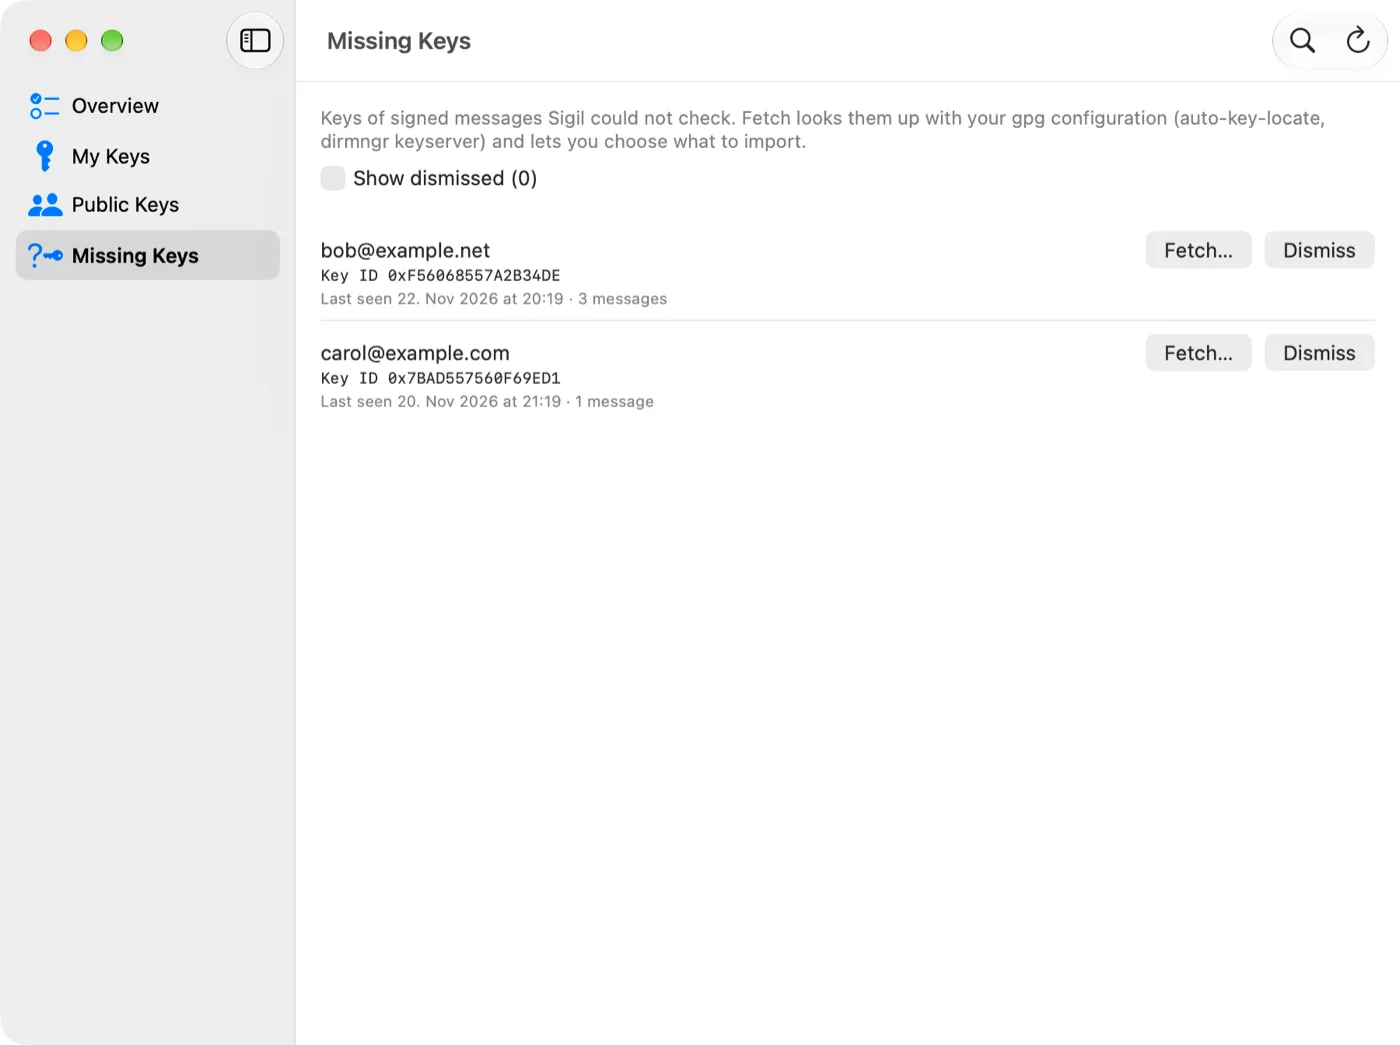 Missing Keys
Overview
My Keys
Public Keys
Missing Keys
Keys of signed messages Sigil could not check. Fetch looks them up with your gpg configuration (auto-key-locate,
dirmngr keyserver) and lets you choose what to import.
Show dismissed (0)
bob@example.net
Key ID 0xF56068557A2B34DE
Last seen 22. Nov 2026 at 20:19 · 3 messages
Fetch...
Dismiss
carol@example.com
Key ID 0x7BAD557560F69ED1
Last seen 20. Nov 2026 at 21:19 · 1 message
Fetch...
Dismiss